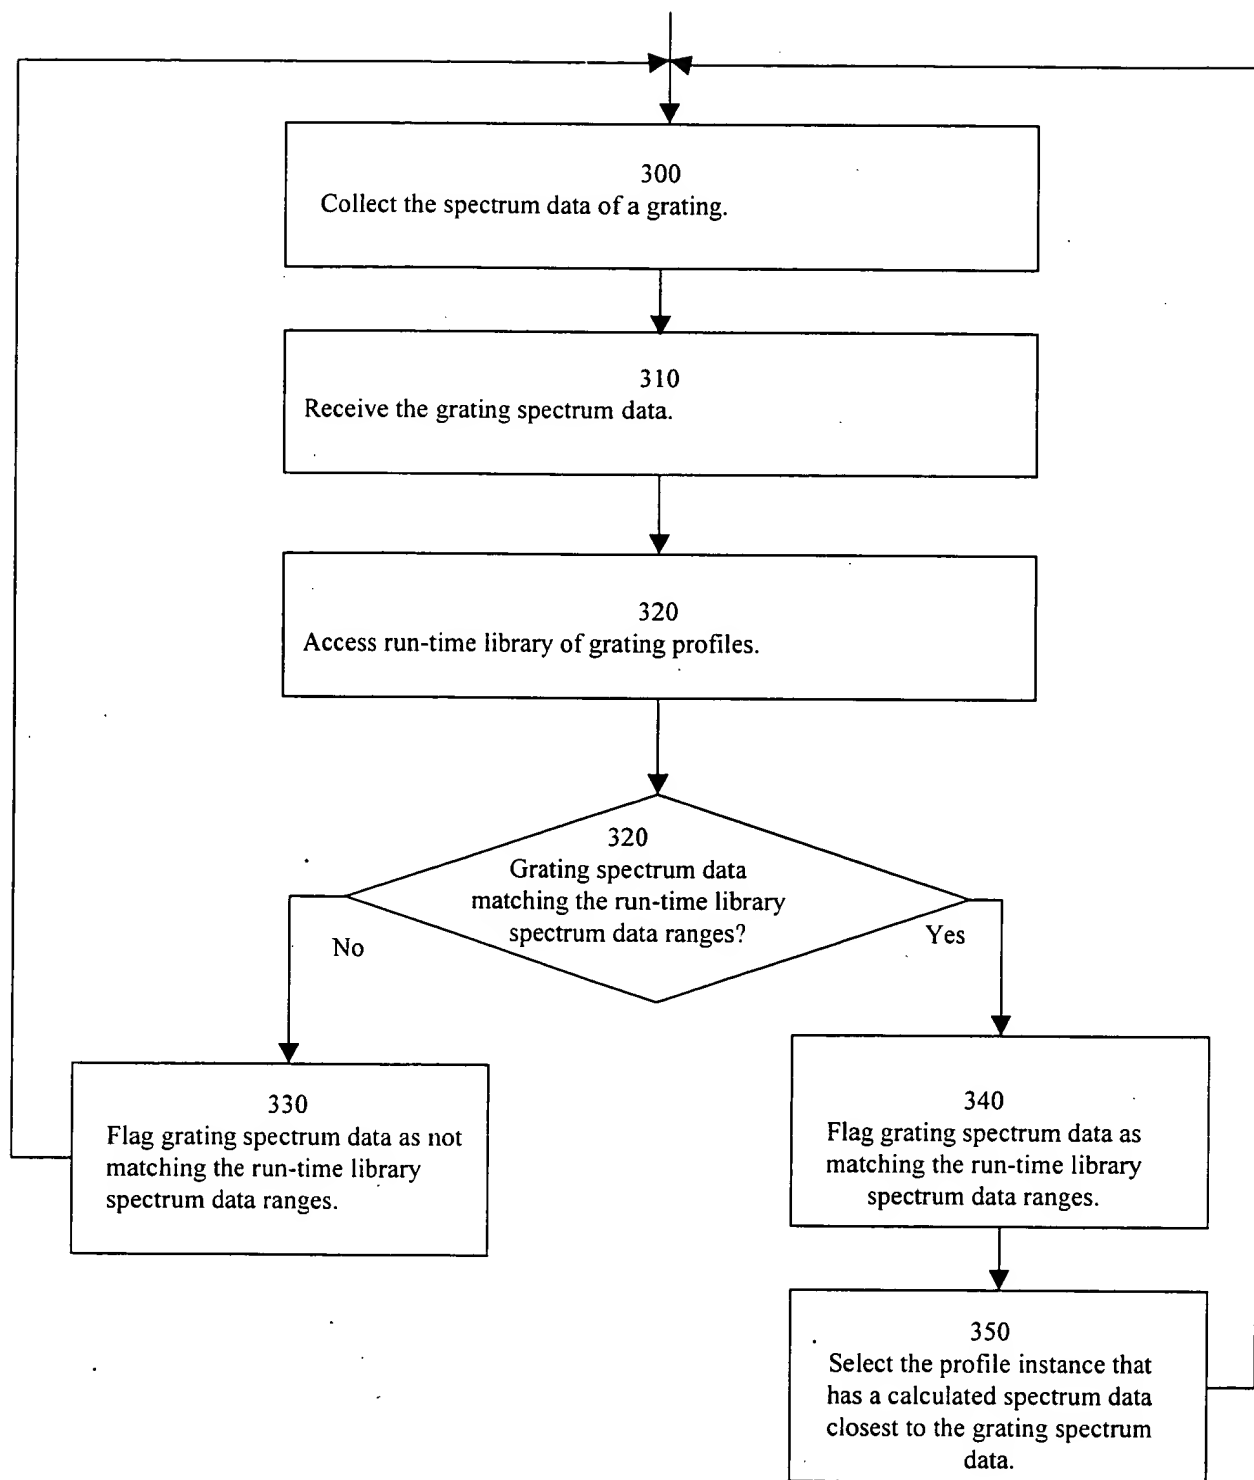 300
Collect the spectrum data of a grating.
310
Receive the grating spectrum data.
320
Access run-time library of grating profiles.
320
Grating spectrum data
matching the run-time library
spectrum data ranges?
No
Yes
330
Flag grating spectrum data as not
matching the run-time library
spectrum data ranges.
340
Flag grating spectrum data as
matching the run-time library
spectrum data ranges.
350
Select the profile instance that
has a calculated spectrum data
closest to the grating spectrum
data.